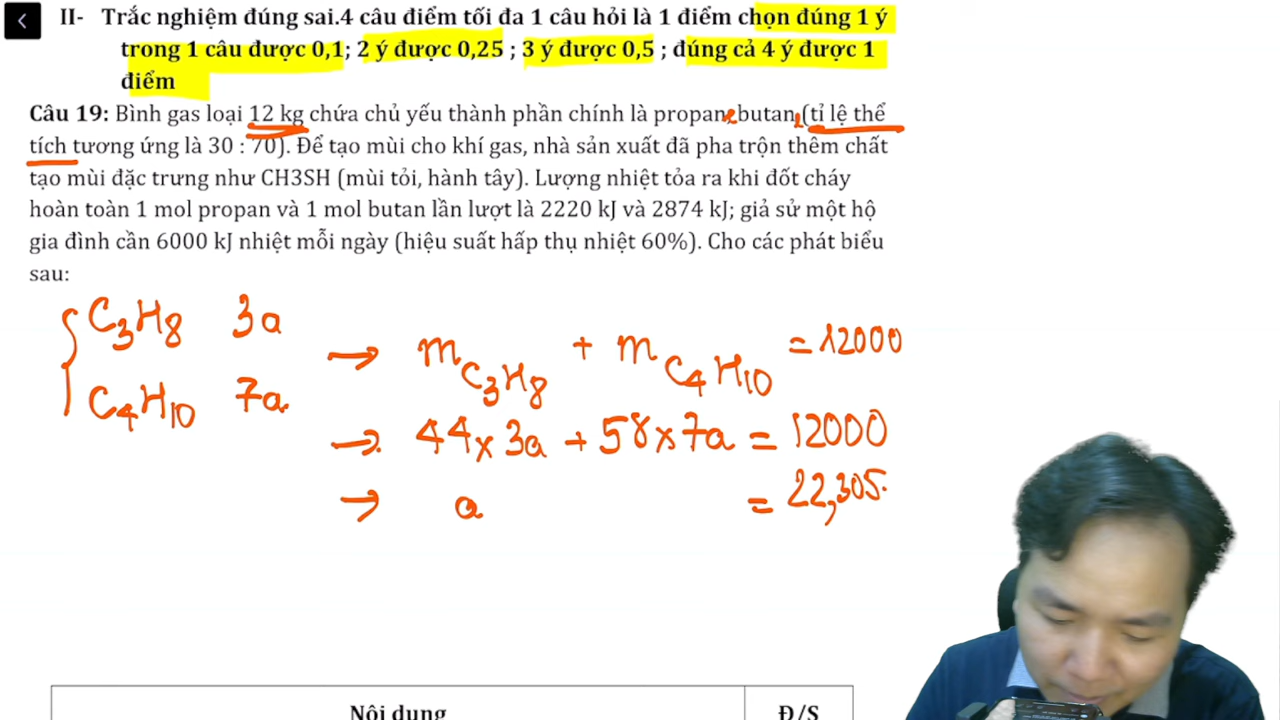 II- Trắc nghiệm đúng sai.4 câu điểm tối đa 1 câu hỏi là 1 điểm chọn đúng 1 ý
trong 1 câu được 0,1; 2 ý được 0,25 ; 3 ý được 0,5 ; đúng cả 4 ý được 1
điểm
Câu 19: Bình gas loại 12 kg chứa chủ yếu thành phần chính là propan, butan (tỉ lệ thể
tích tương ứng là 30 : 70). Để tạo mùi cho khí gas, nhà sản xuất đã pha trộn thêm chất
tạo mùi đặc trưng như CH3SH (mùi tỏi, hành tây). Lượng nhiệt tỏa ra khi đốt cháy
hoàn toàn 1 mol propan và 1 mol butan lần lượt là 2220 kJ và 2874 kJ; giả sử một hộ
gia đình cần 6000 kJ nhiệt mỗi ngày (hiệu suất hấp thụ nhiệt 60%). Cho các phát biểu
sau:
C3H8 3a
→ mC3H8 + mC4H10 = 12000
C4H10 7a
→ 44 x 3a + 58 x 7a = 12000
→ a = 22,305
Nội dung Đ/S